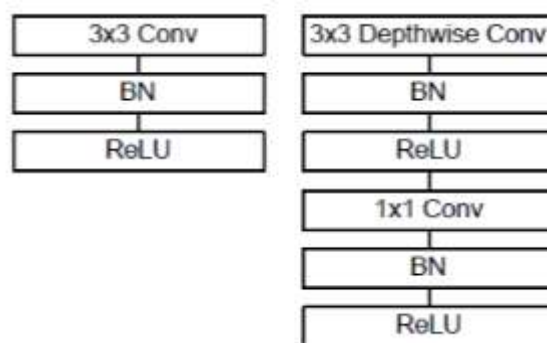 3x3 Conv
BN
ReLU
3x3 Depthwise Conv
BN
ReLU
1x1 Conv
BN
ReLU